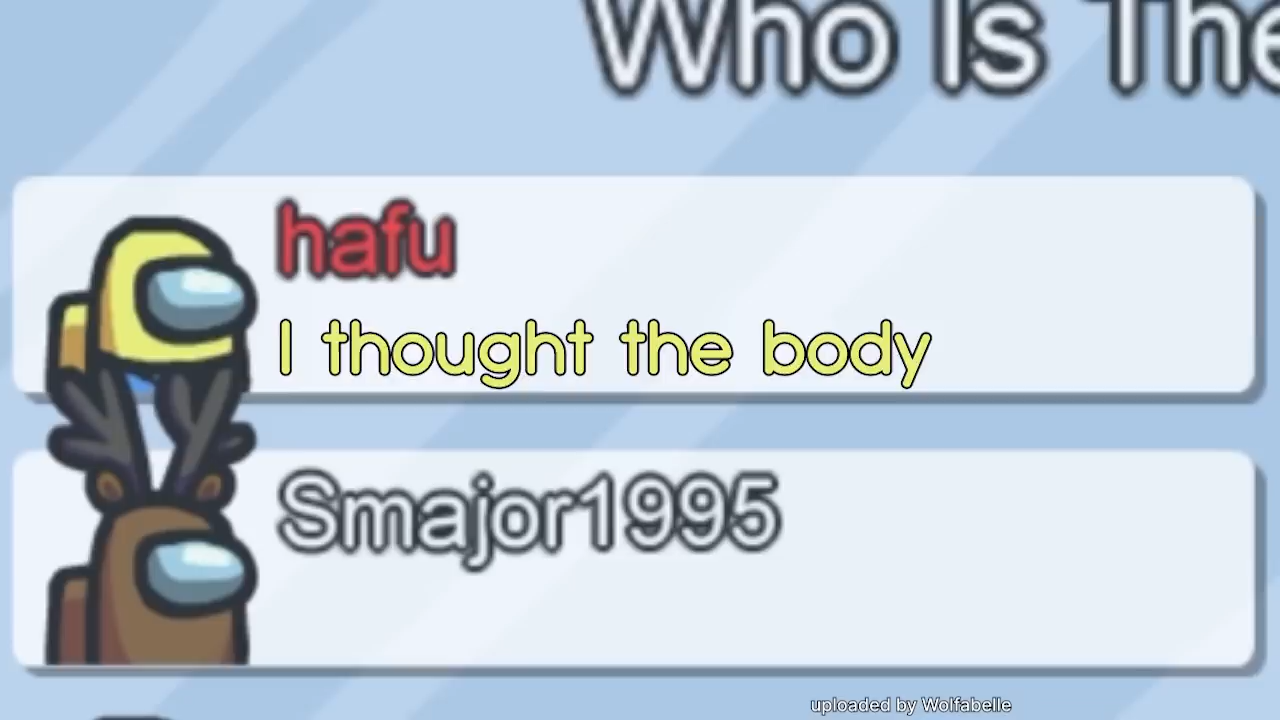 Who Is The
hafu
I thought the body
Smajor1995
uploaded by Wolfabelle